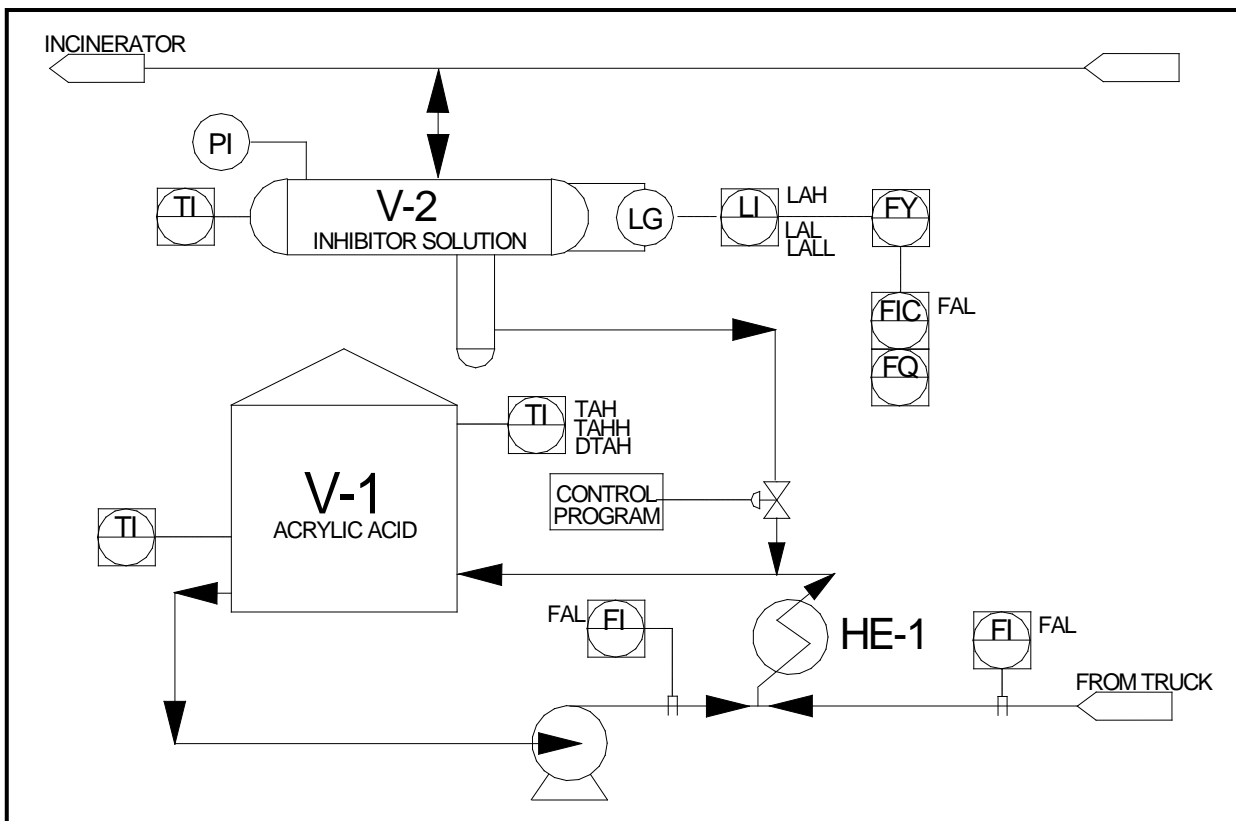 INCINERATOR
PI
TI
V-2
INHIBITOR SOLUTION
LG
LI
LAH
LAL
LALL
FY
FIC
FAL
FQ
TI
TAH
TAHH
DTAH
V-1
ACRYLIC ACID
TI
CONTROL
PROGRAM
FAL
FI
HE-1
FI
FAL
FROM TRUCK